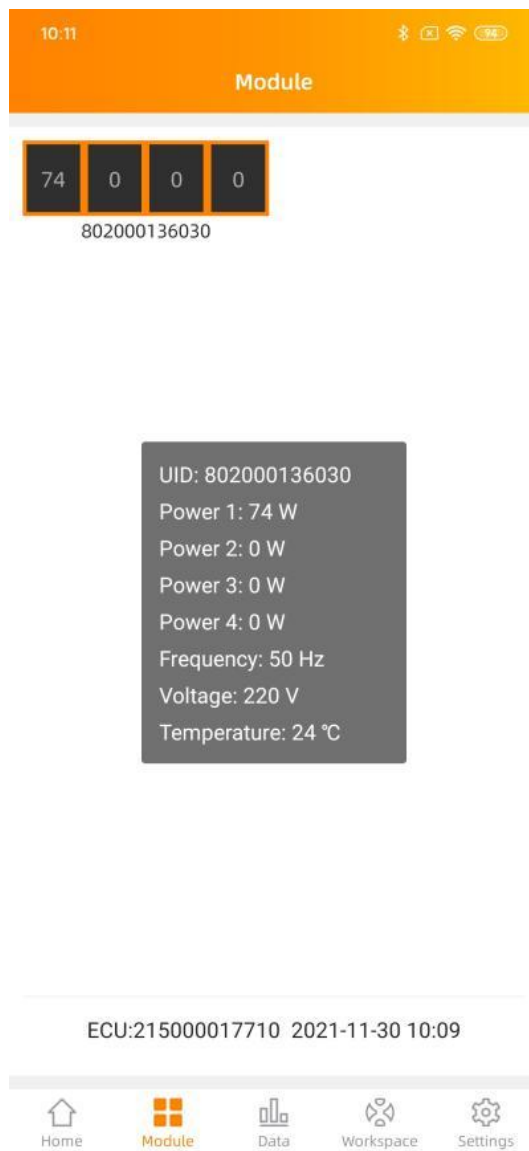 10:11 94
Module
74 0 0 0
802000136030
UID: 802000136030
Power 1: 74 W
Power 2: 0 W
Power 3: 0 W
Power 4: 0 W
Frequency: 50 Hz
Voltage: 220 V
Temperature: 24 ℃
ECU:215000017710 2021-11-30 10:09
Home Module Data Workspace Settings